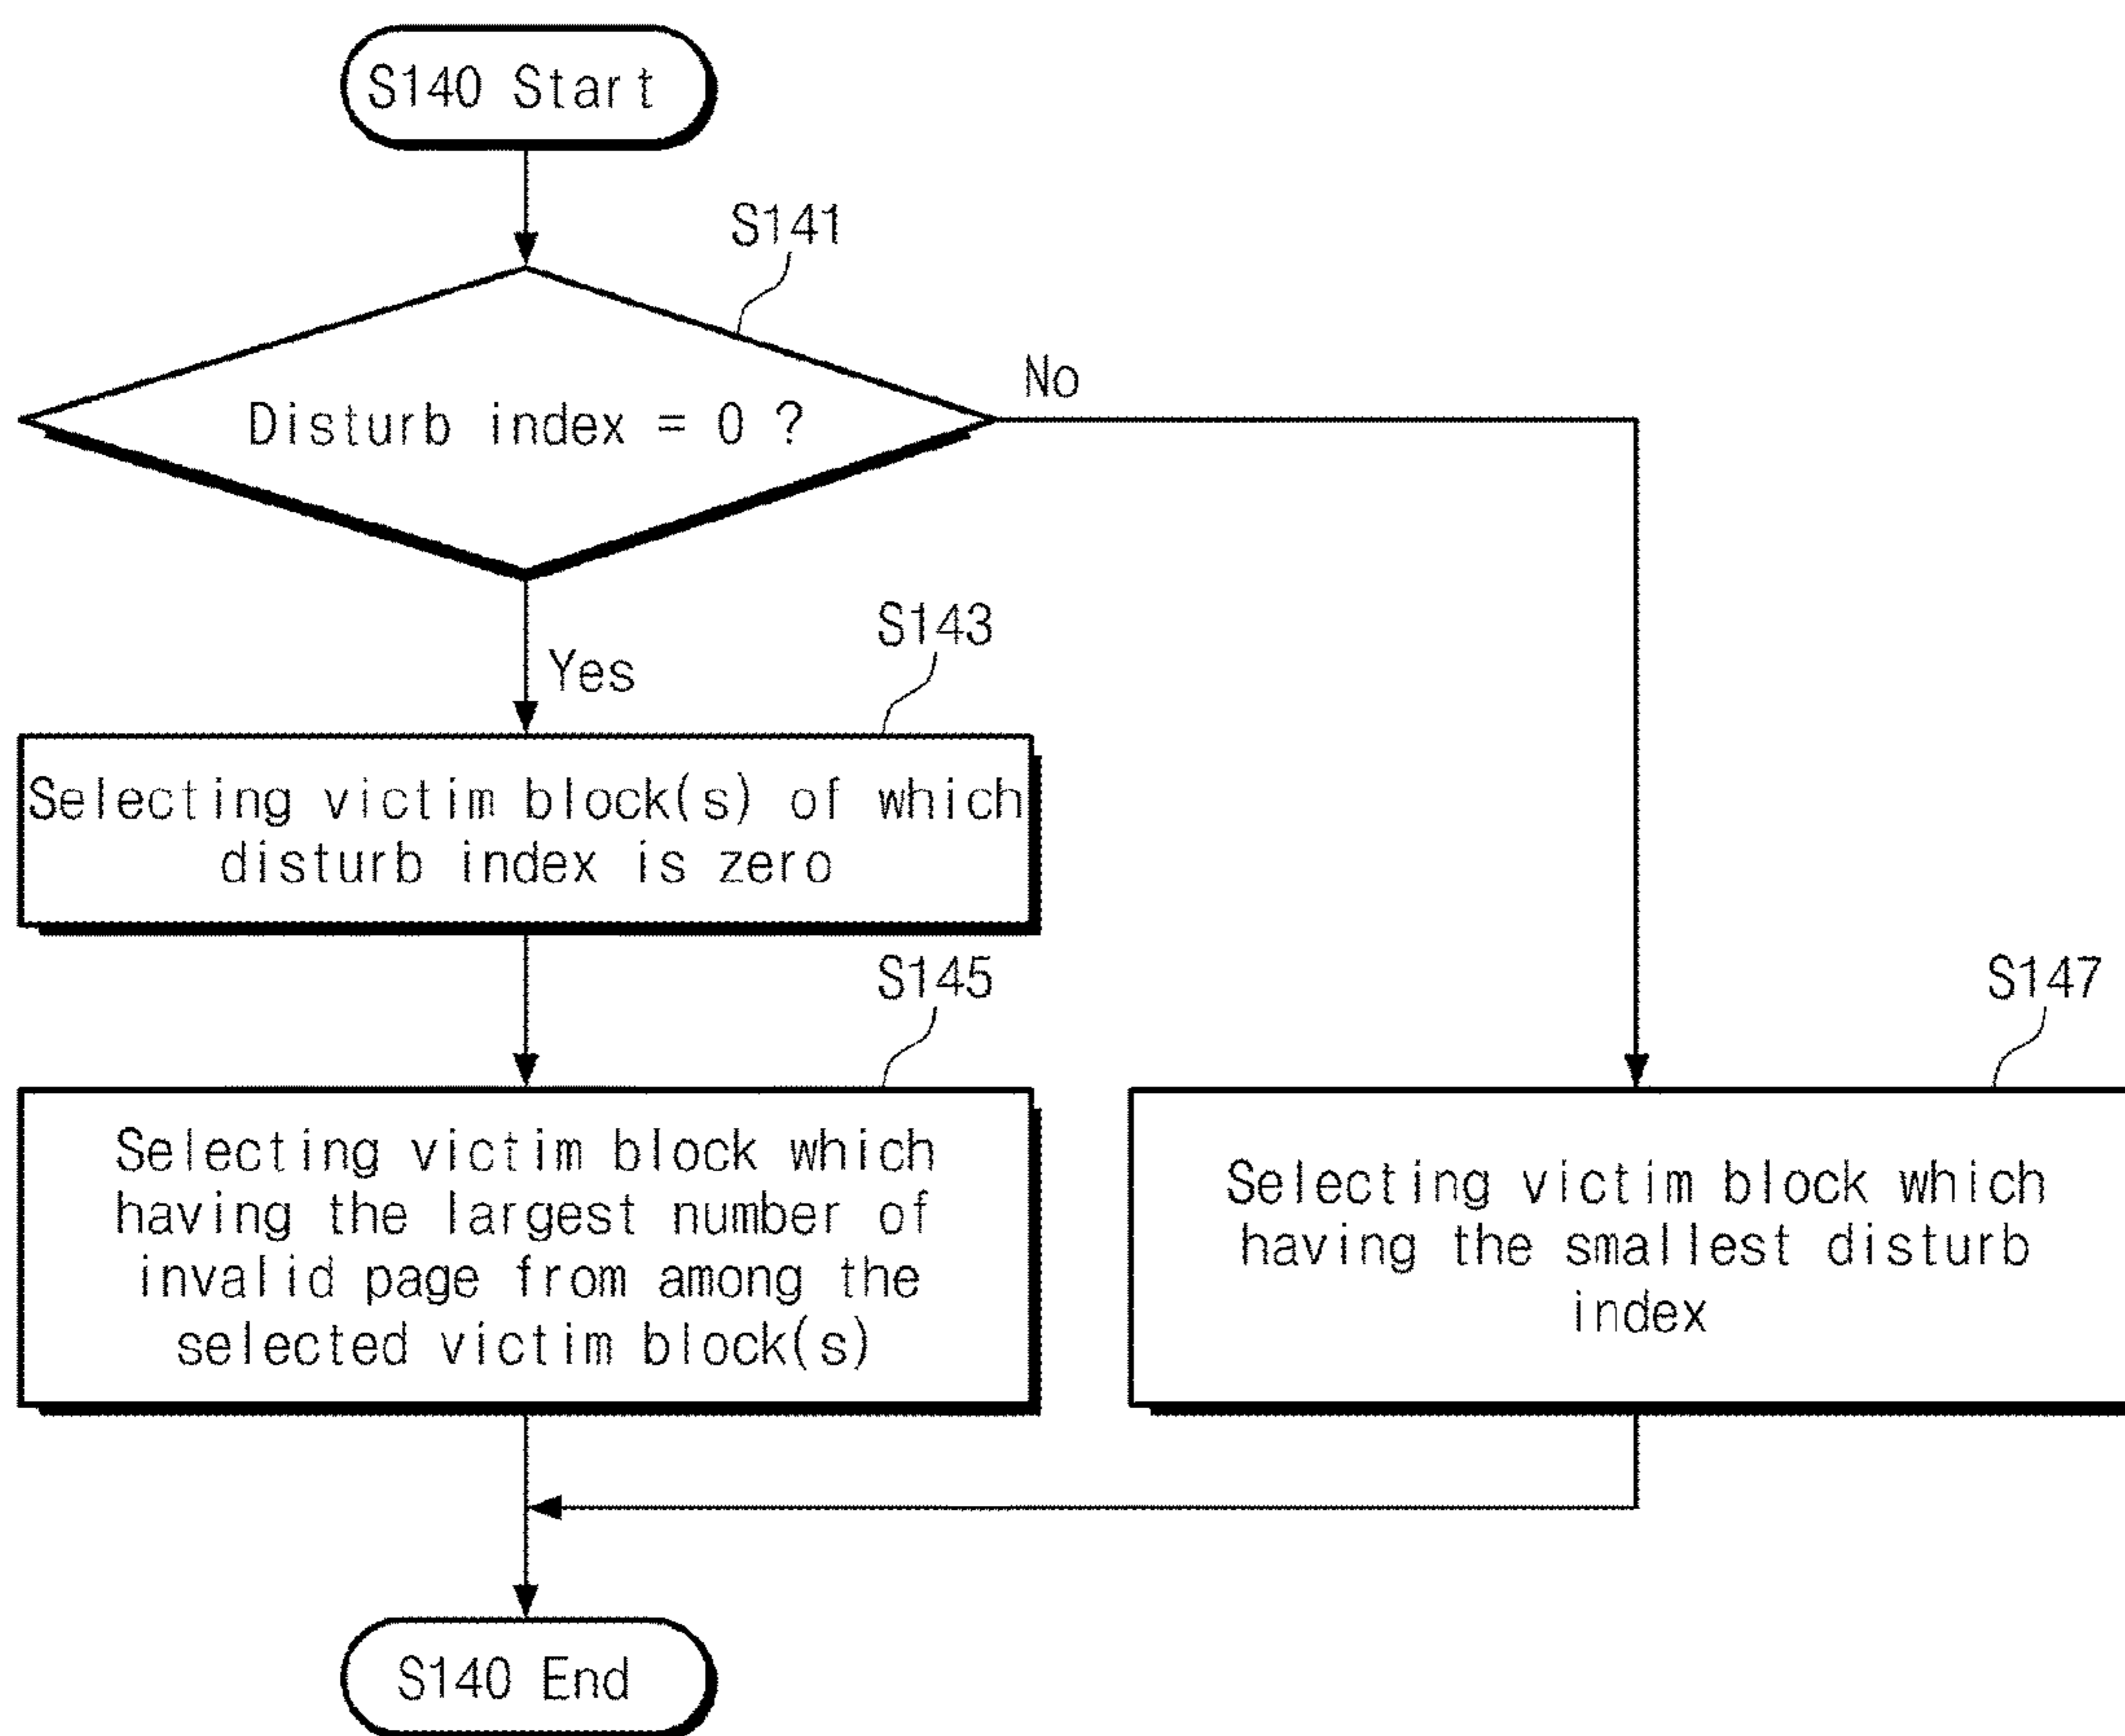 S140 Start
S141
Disturb index = 0 ?
No
Yes
S143
Selecting victim block(s) of which
disturb index is zero
S145
Selecting victim block which
having the largest number of
invalid page from among the
selected victim block(s)
S147
Selecting victim block which
having the smallest disturb
index
S140 End